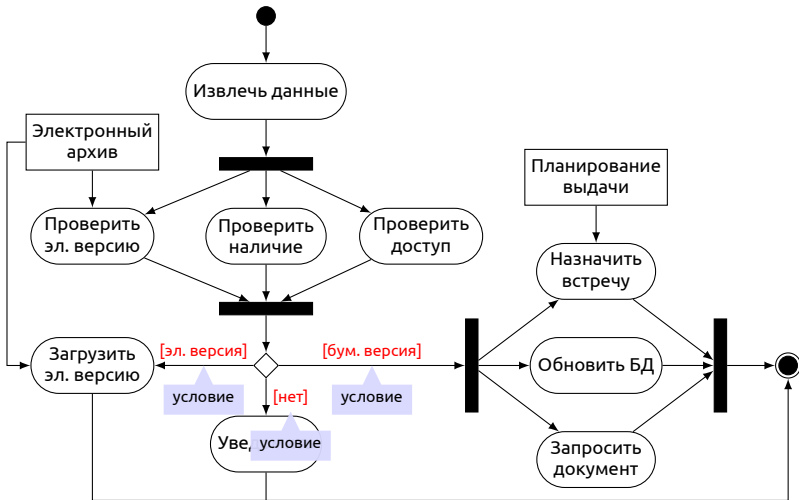 Извлечь данные
Электронный
архив
Планирование
выдачи
Проверить
эл. версию
Проверить
наличие
Проверить
доступ
Назначить
встречу
[эл. версия]
[бум. версия]
Загрузить
эл. версию
Обновить БД
условие
[нет]
условие
условие
Запросить
документ